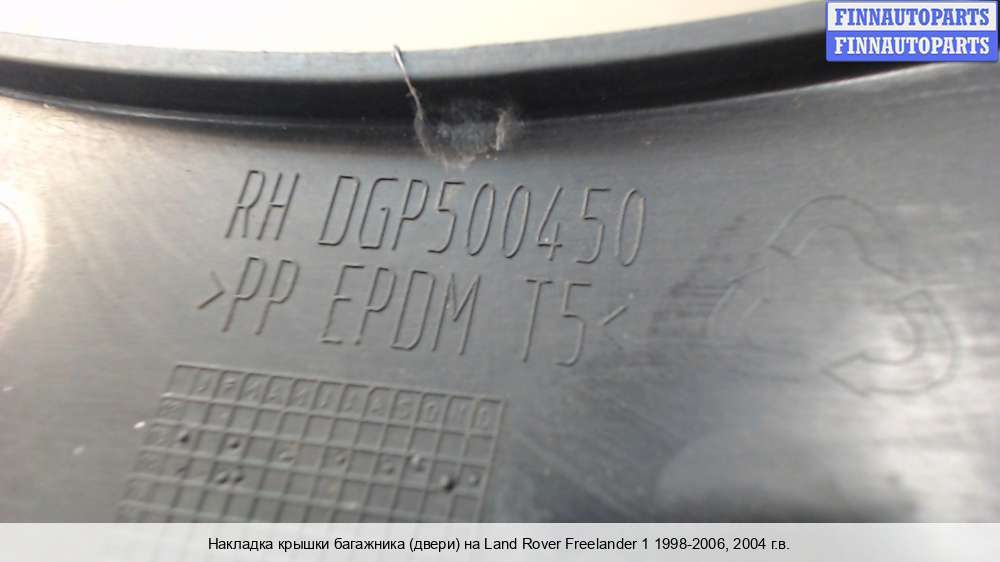 FINNAUTOPARTS
FINNAUTOPARTS
RH DGP500450
>PP EPDM T5<
J F M A M J J A S O N D
Накладка крышки багажника (двери) на Land Rover Freelander 1 1998-2006, 2004 г.в.